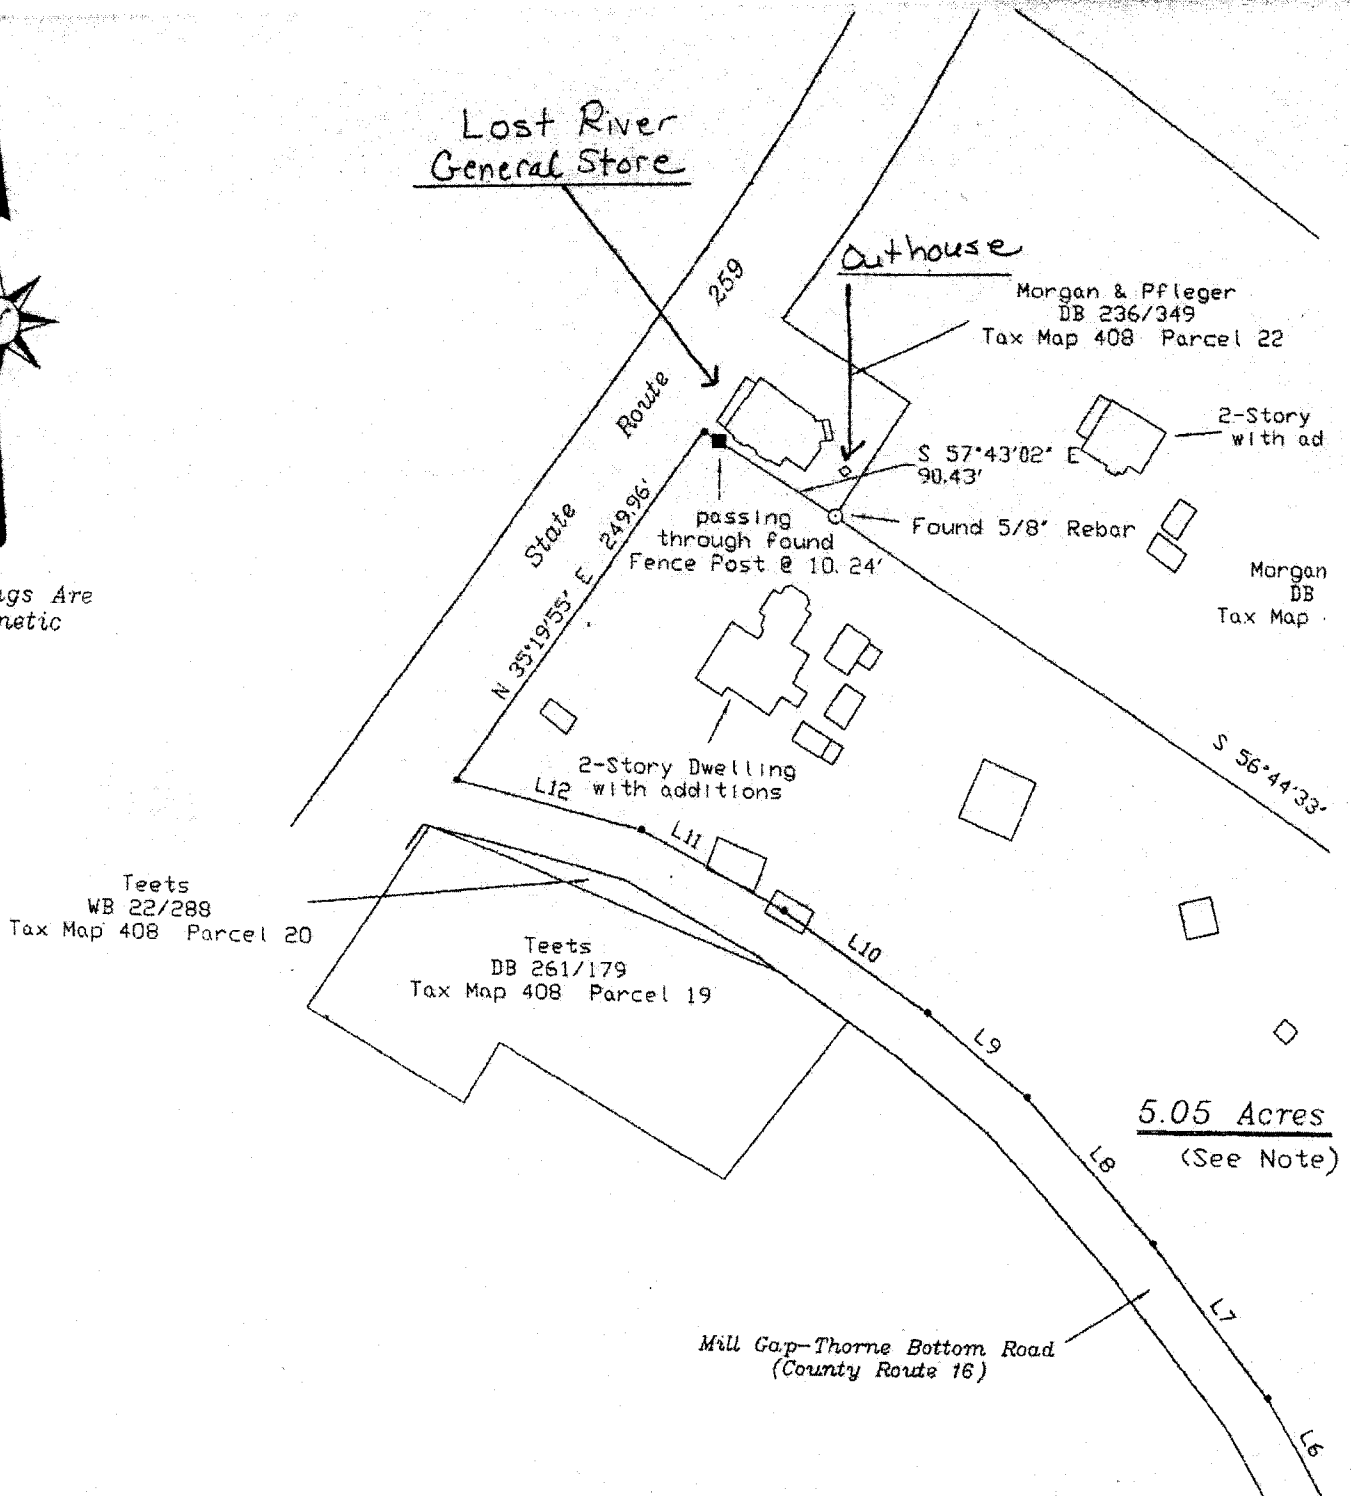 Lost River
General Store
Outhouse
Morgan & Pfleger
DB 236/349
Tax Map 408 Parcel 22
State Route 259
2-Story
with ad
S 57°43'02" E
90.43'
Found 5/8" Rebar
passing
through found
Fence Post @ 10.24'
N 35°19'55" E 249.96'
Morgan
DB
Tax Map
ngs Are
netic
S 56°44'33"
2-Story Dwelling
with additions
L12
L11
L10
L9
L8
L7
L6
Teets
WB 22/288
Tax Map 408 Parcel 20
Teets
DB 261/179
Tax Map 408 Parcel 19
5.05 Acres
(See Note)
Mill Gap-Thorne Bottom Road
(County Route 16)